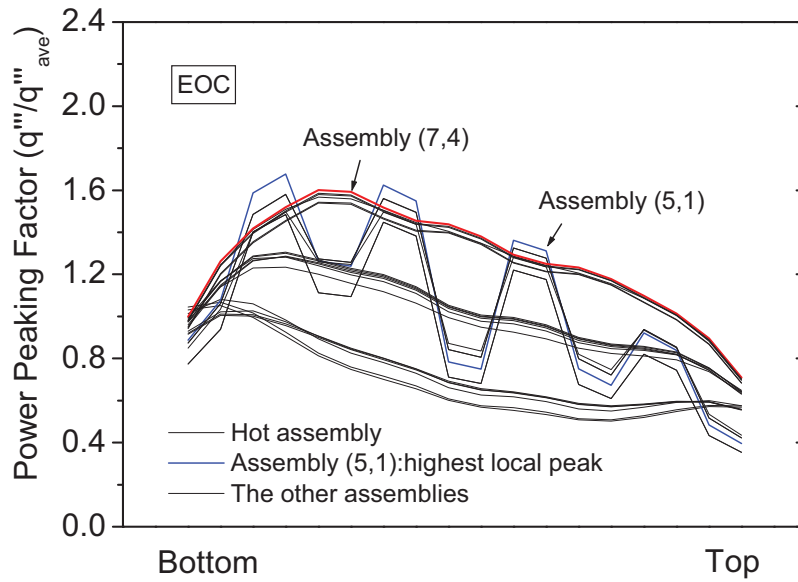 2.4
2.0
1.6
1.2
0.8
0.4
0.0
Power Peaking Factor (q'''/q'''ave)
EOC
Assembly (7,4)
Assembly (5,1)
Hot assembly
Assembly (5,1):highest local peak
The other assemblies
Bottom
Top